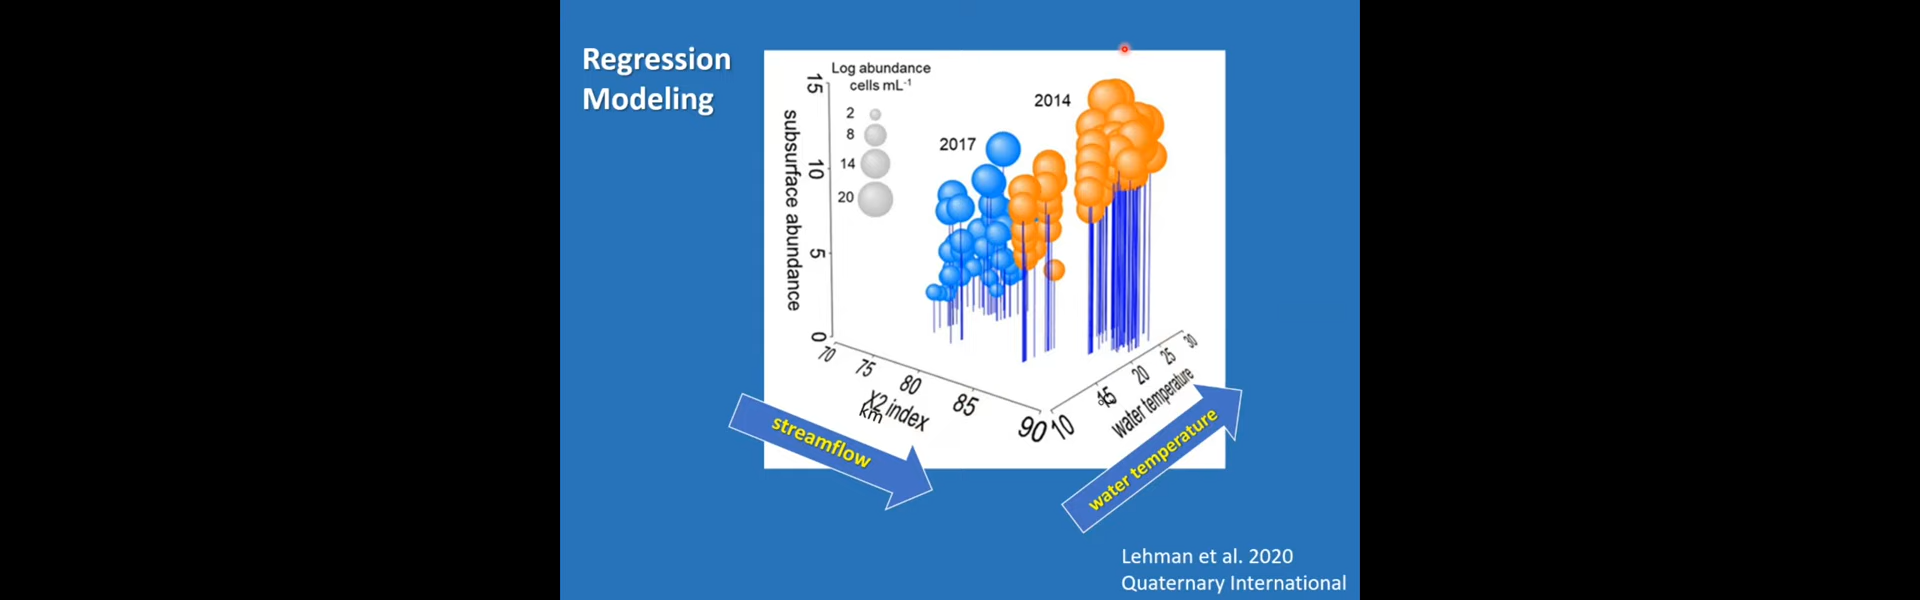 Regression
Modeling
Log abundance
cells mL-1
2
8
14
20
2014
2017
15
10
5
0
subsurface abundance
70
75
80
85
90
X2 index
km
10
15
20
25
30
°C
water temperature
streamflow
water temperature
Lehman et al. 2020
Quaternary International